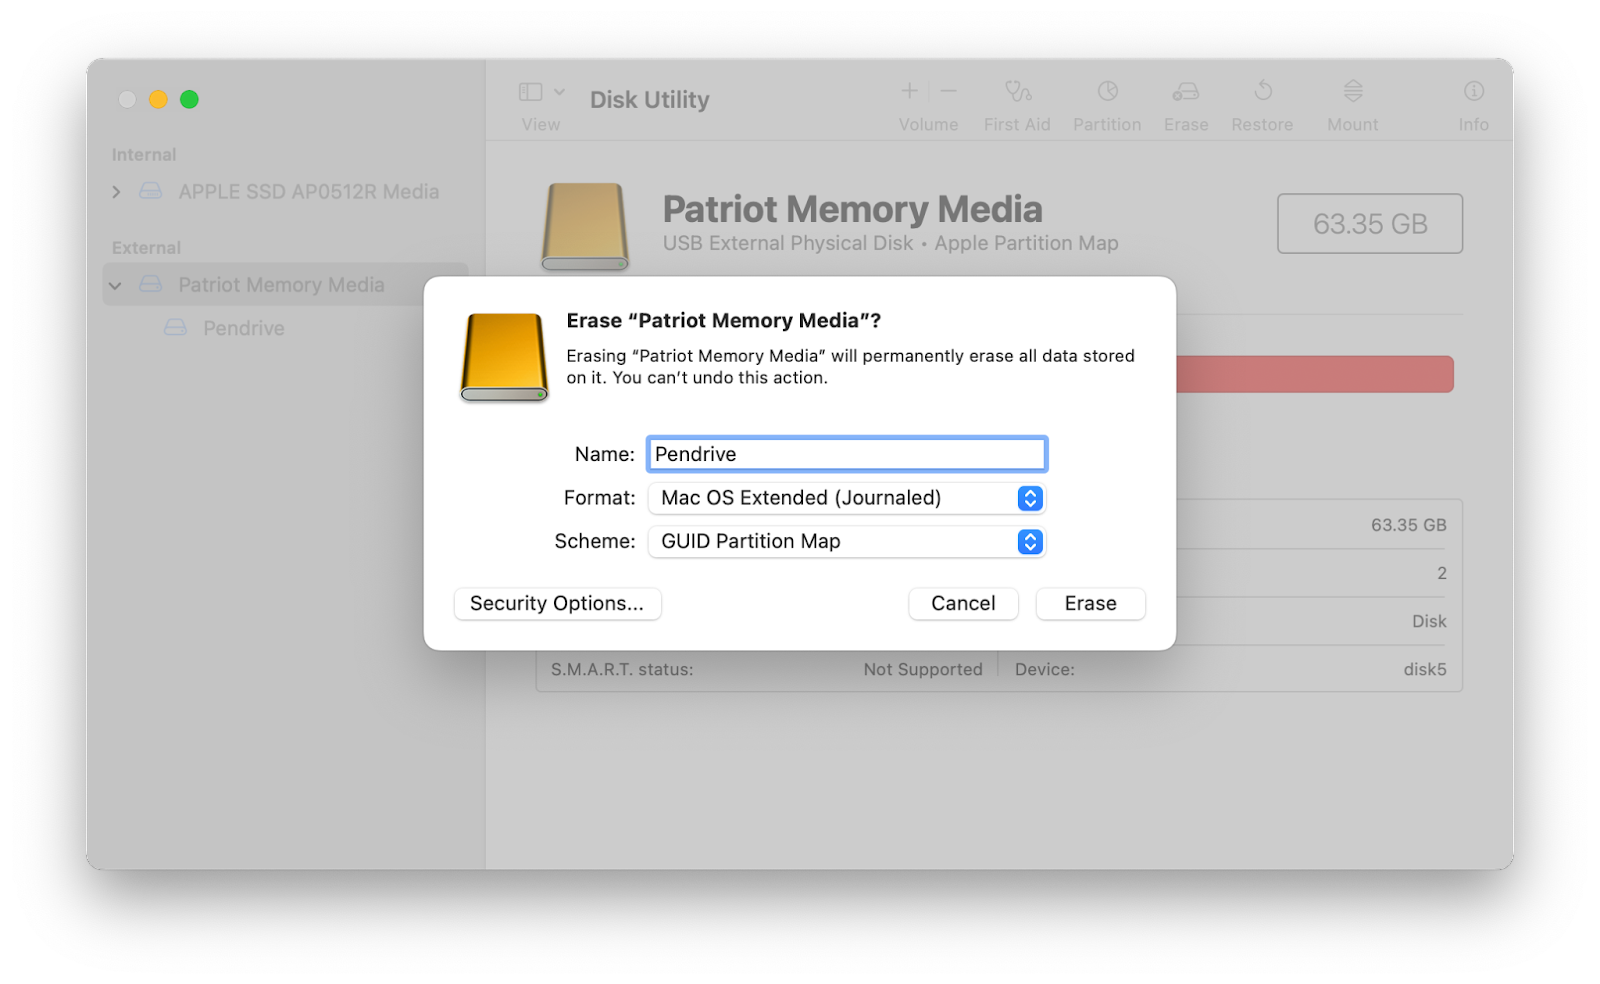 Disk Utility
View
Volume
First Aid
Partition
Erase
Restore
Mount
Info
Internal
APPLE SSD AP0512R Media
External
Patriot Memory Media
Pendrive
Patriot Memory Media
USB External Physical Disk • Apple Partition Map
63.35 GB
Erase “Patriot Memory Media”?
Erasing “Patriot Memory Media” will permanently erase all data stored
on it. You can’t undo this action.
Name: Pendrive
Format: Mac OS Extended (Journaled)
Scheme: GUID Partition Map
Security Options...
Cancel
Erase
63.35 GB
2
Disk
S.M.A.R.T. status: Not Supported
Device: disk5